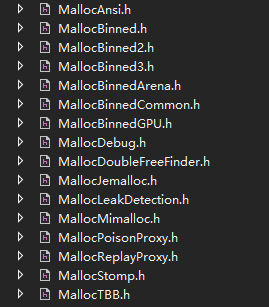 MallocAnsi.h
MallocBinned.h
MallocBinned2.h
MallocBinned3.h
MallocBinnedArena.h
MallocBinnedCommon.h
MallocBinnedGPU.h
MallocDebug.h
MallocDoubleFreeFinder.h
MallocJemalloc.h
MallocLeakDetection.h
MallocMimalloc.h
MallocPoisonProxy.h
MallocReplayProxy.h
MallocStomp.h
MallocTBB.h